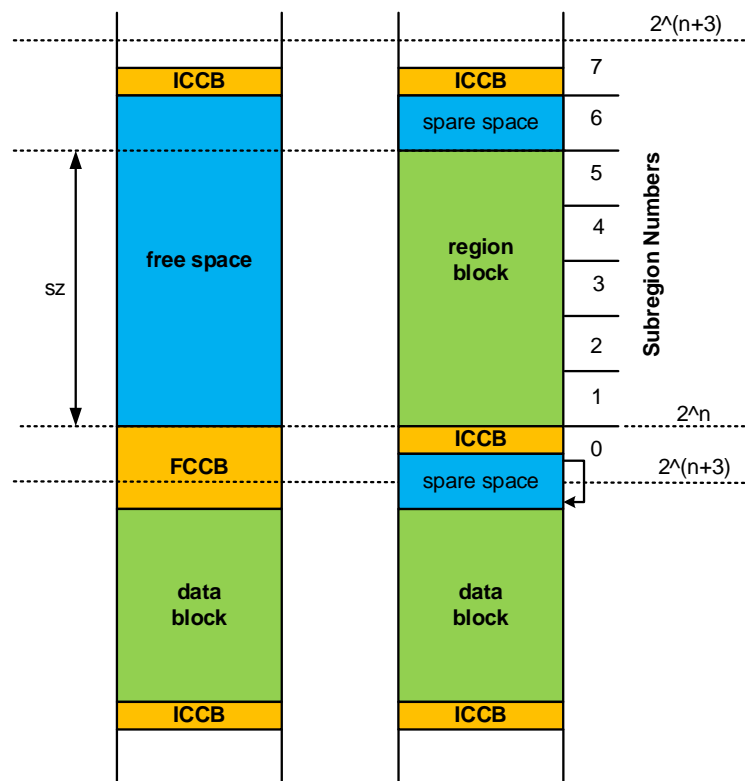 2^(n+3)
ICCB
ICCB
7
spare space
6
5
free space
region
block
4
sz
3
2
1
Subregion Numbers
2^n
FCCB
ICCB
0
spare space
2^(n+3)
data
block
data
block
ICCB
ICCB